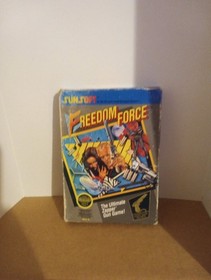 SUNSOFT
FREEDOM FORCE
The Ultimate
Zapper
Gun Game!